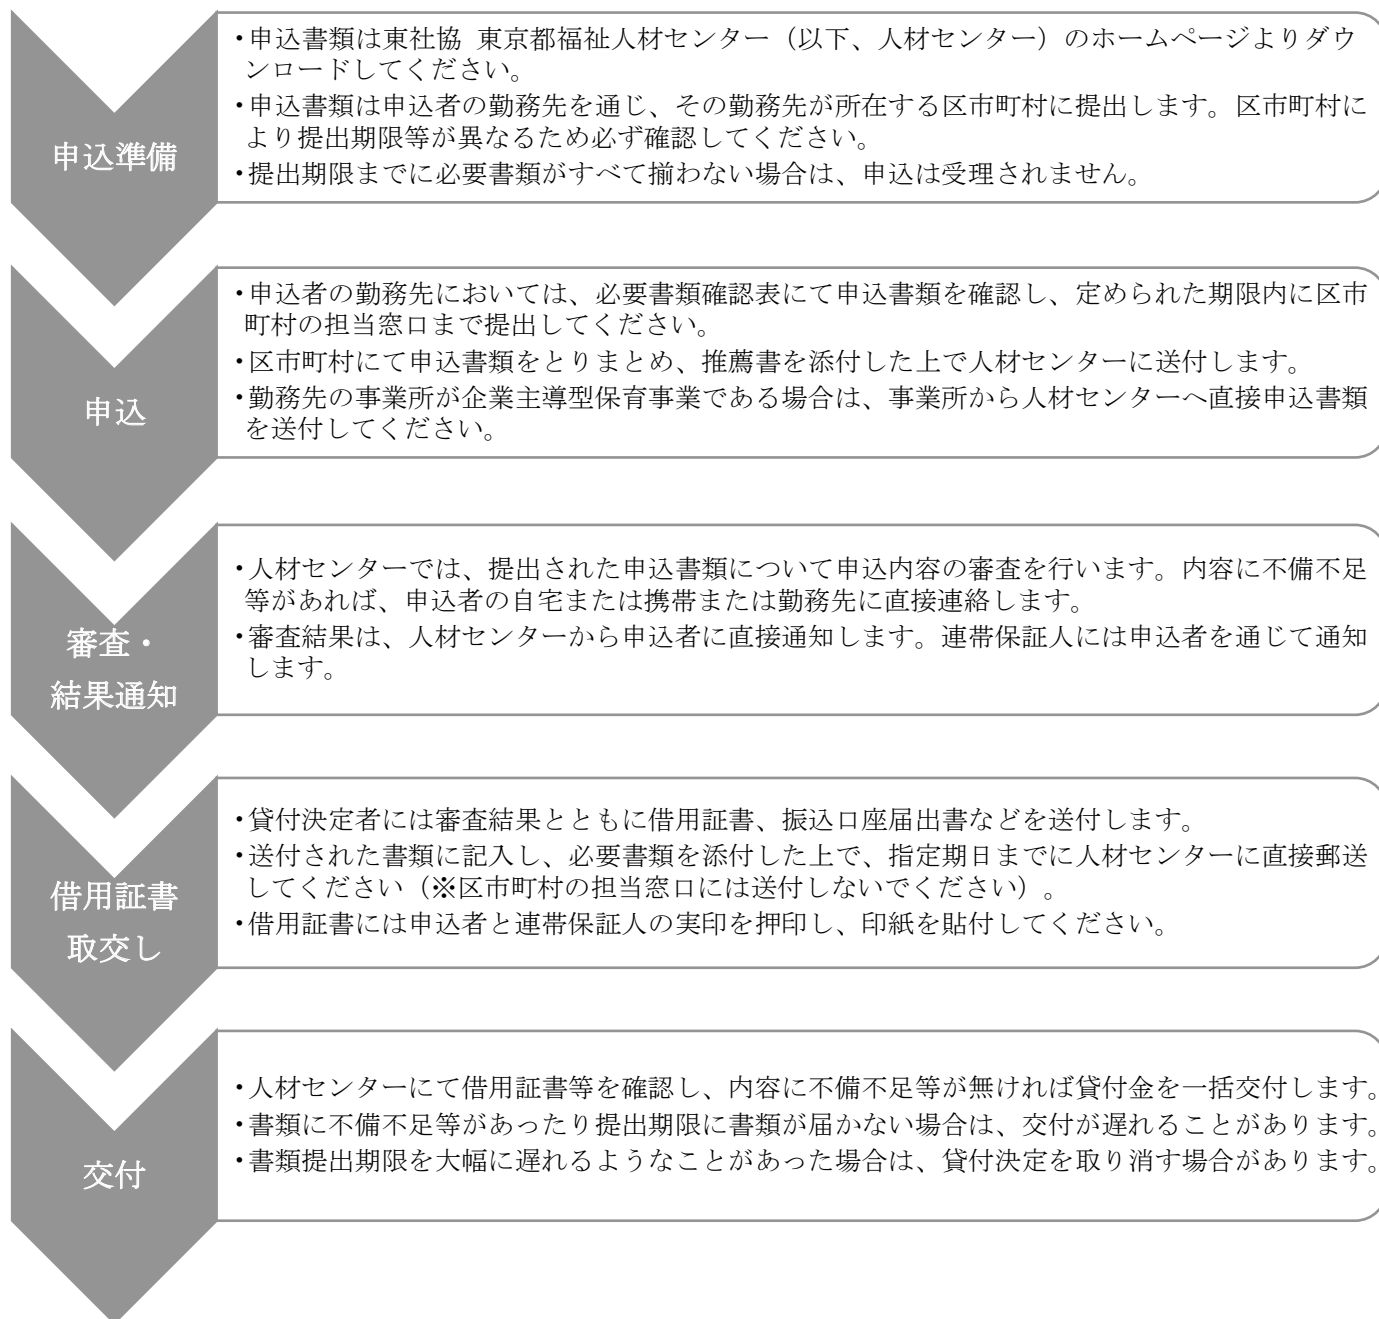 申込準備
・申込書類は東社協 東京都福祉人材センター（以下、人材センター）のホームページよりダウ
ンロードしてください。
・申込書類は申込者の勤務先を通じ、その勤務先が所在する区市町村に提出します。区市町村に
より提出期限等が異なるため必ず確認してください。
・提出期限までに必要書類がすべて揃わない場合は、申込は受理されません。
申込
・申込者の勤務先においては、必要書類確認表にて申込書類を確認し、定められた期限内に区市
町村の担当窓口まで提出してください。
・区市町村にて申込書類をとりまとめ、推薦書を添付した上で人材センターに送付します。
・勤務先の事業所が企業主導型保育事業である場合は、事業所から人材センターへ直接申込書類
を送付してください。
審査・
結果通知
・人材センターでは、提出された申込書類について申込内容の審査を行います。内容に不備不足
等があれば、申込者の自宅または携帯または勤務先に直接連絡します。
・審査結果は、人材センターから申込者に直接通知します。連帯保証人には申込者を通じて通知
します。
借用証書
取交し
・貸付決定者には審査結果とともに借用証書、振込口座届出書などを送付します。
・送付された書類に記入し、必要書類を添付した上で、指定期日までに人材センターに直接郵送
してください（※区市町村の担当窓口には送付しないでください）。
・借用証書には申込者と連帯保証人の実印を押印し、印紙を貼付してください。
交付
・人材センターにて借用証書等を確認し、内容に不備不足等が無ければ貸付金を一括交付します。
・書類に不備不足等があったり提出期限に書類が届かない場合は、交付が遅れることがあります。
・書類提出期限を大幅に遅れるようなことがあった場合は、貸付決定を取り消す場合があります。